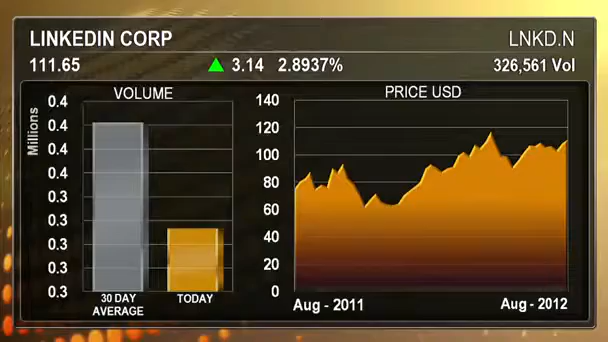 LINKEDIN CORP
LNKD.N
111.65
3.14 2.8937%
326,561 Vol
VOLUME
Millions
0.4
0.4
0.4
0.4
0.3
0.3
0.3
0.3
0.3
30 DAY
AVERAGE
TODAY
PRICE USD
140
120
100
80
60
40
20
0
Aug - 2011
Aug - 2012